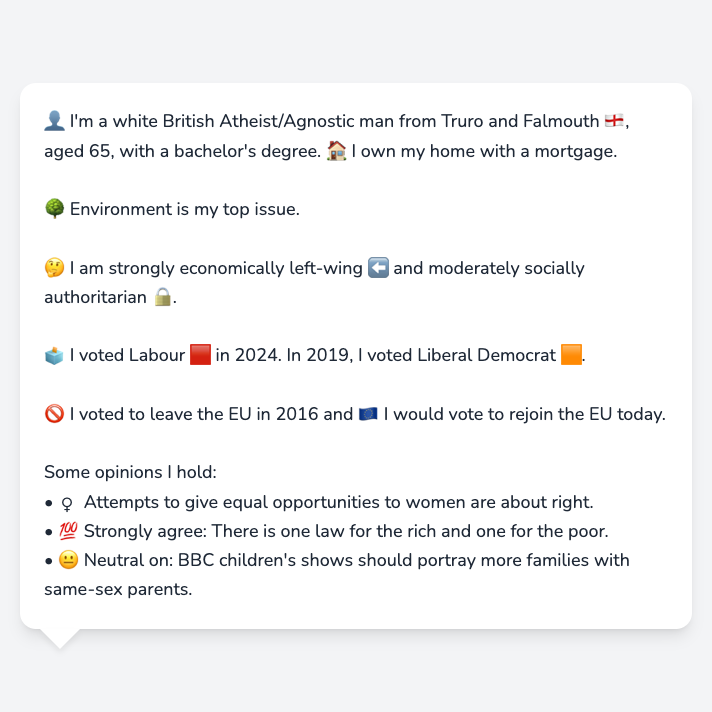 👤 I'm a white British Atheist/Agnostic man from Truro and Falmouth 🏴󠁧󠁢󠁥󠁮󠁧󠁿,
aged 65, with a bachelor's degree. 🏠 I own my home with a mortgage.
🌳 Environment is my top issue.
🤔 I am strongly economically left-wing ⬅️ and moderately socially
authoritarian 🔒.
🗳️ I voted Labour 🟥 in 2024. In 2019, I voted Liberal Democrat 🟧.
🚫 I voted to leave the EU in 2016 and 🇪🇺 I would vote to rejoin the EU today.
Some opinions I hold:
• ♀ Attempts to give equal opportunities to women are about right.
• 💯 Strongly agree: There is one law for the rich and one for the poor.
• 😐 Neutral on: BBC children's shows should portray more families with
same-sex parents.